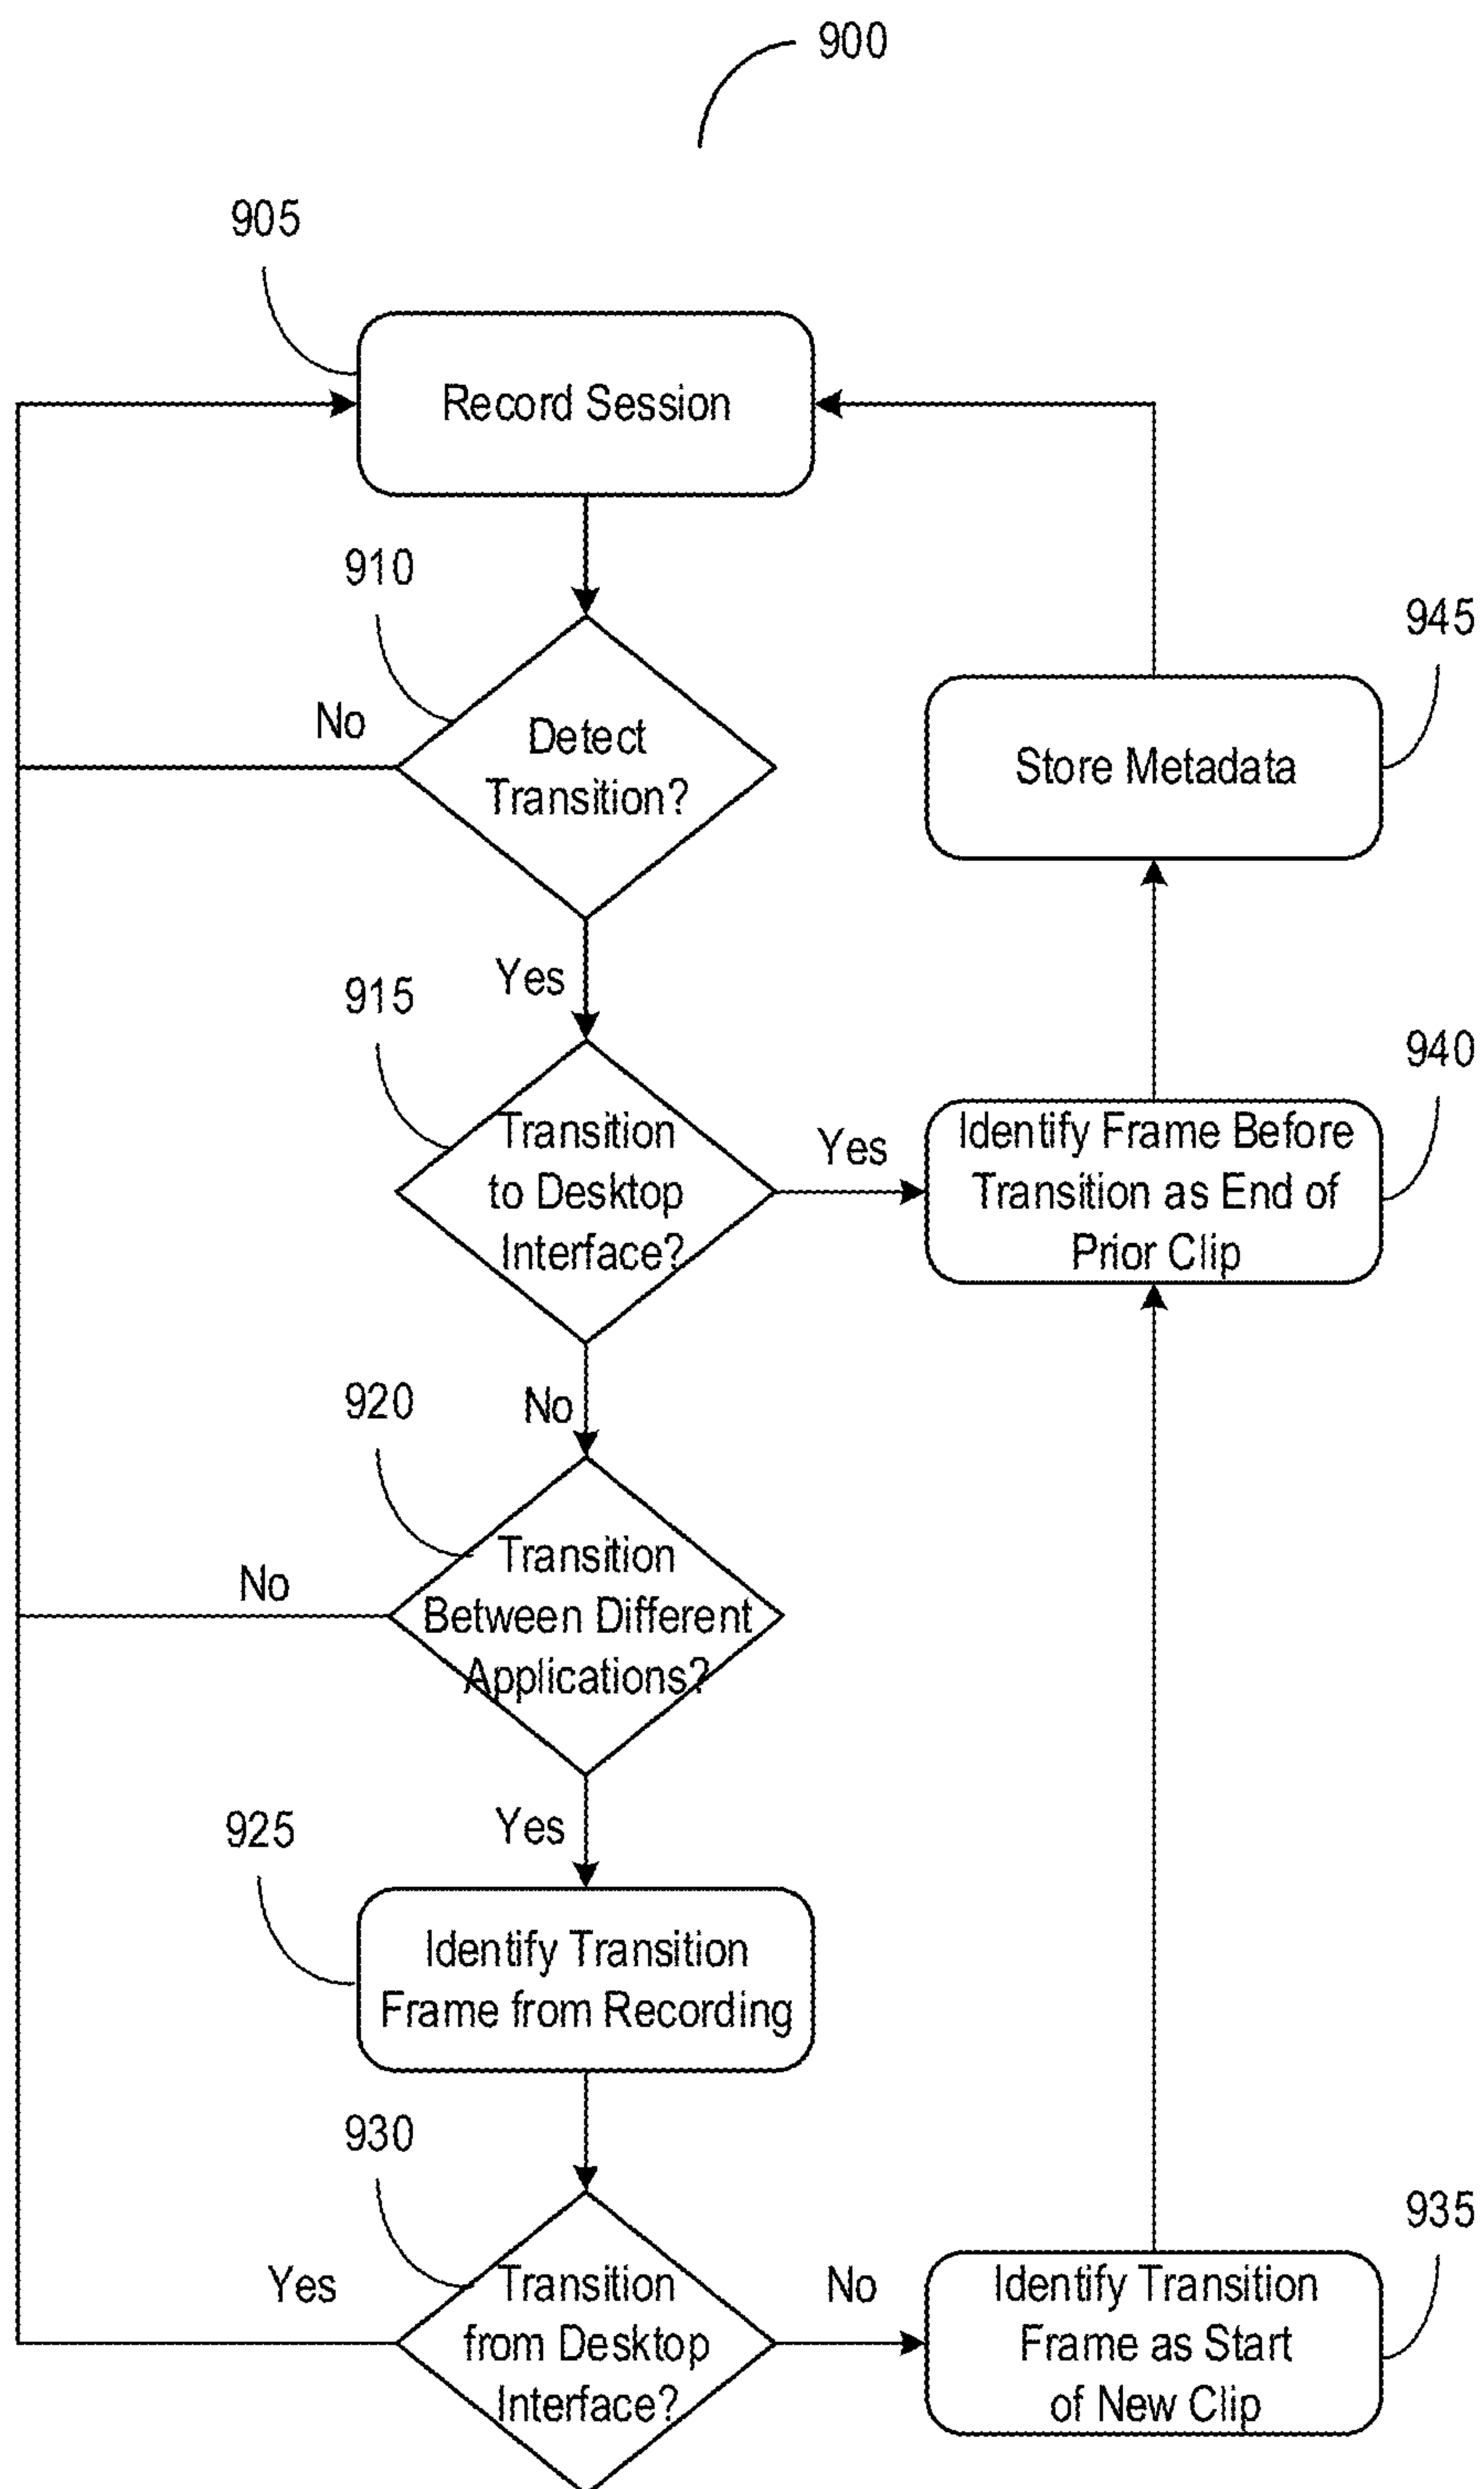 900
905
Record Session
910
No
Detect
Transition?
945
Store Metadata
Yes
915
Transition
to Desktop
Interface?
Yes
940
Identify Frame Before
Transition as End of
Prior Clip
No
920
Transition
Between Different
Applications?
No
Yes
925
Identify Transition
Frame from Recording
930
Yes
Transition
from Desktop
Interface?
No
935
Identify Transition
Frame as Start
of New Clip